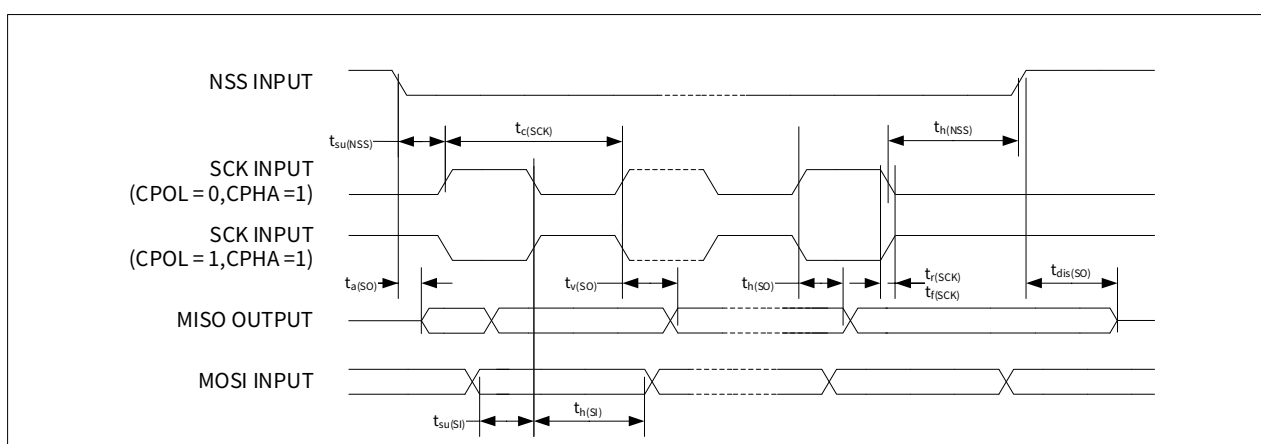 NSS INPUT
tsu(NSS)
tc(SCK)
th(NSS)
SCK INPUT
(CPOL = 0,CPHA =1)
SCK INPUT
(CPOL = 1,CPHA =1)
ta(SO)
tv(SO)
th(SO)
tr(SCK)
tf(SCK)
tdis(SO)
MISO OUTPUT
MOSI INPUT
tsu(SI)
th(SI)